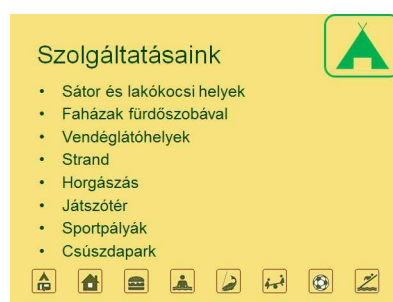 Szolgáltatásaink
• Sátor és lakókocsi helyek
• Faházak fürdőszobával
• Vendéglátóhelyek
• Strand
• Horgászás
• Játszótér
• Sportpályák
• Csúszdapark